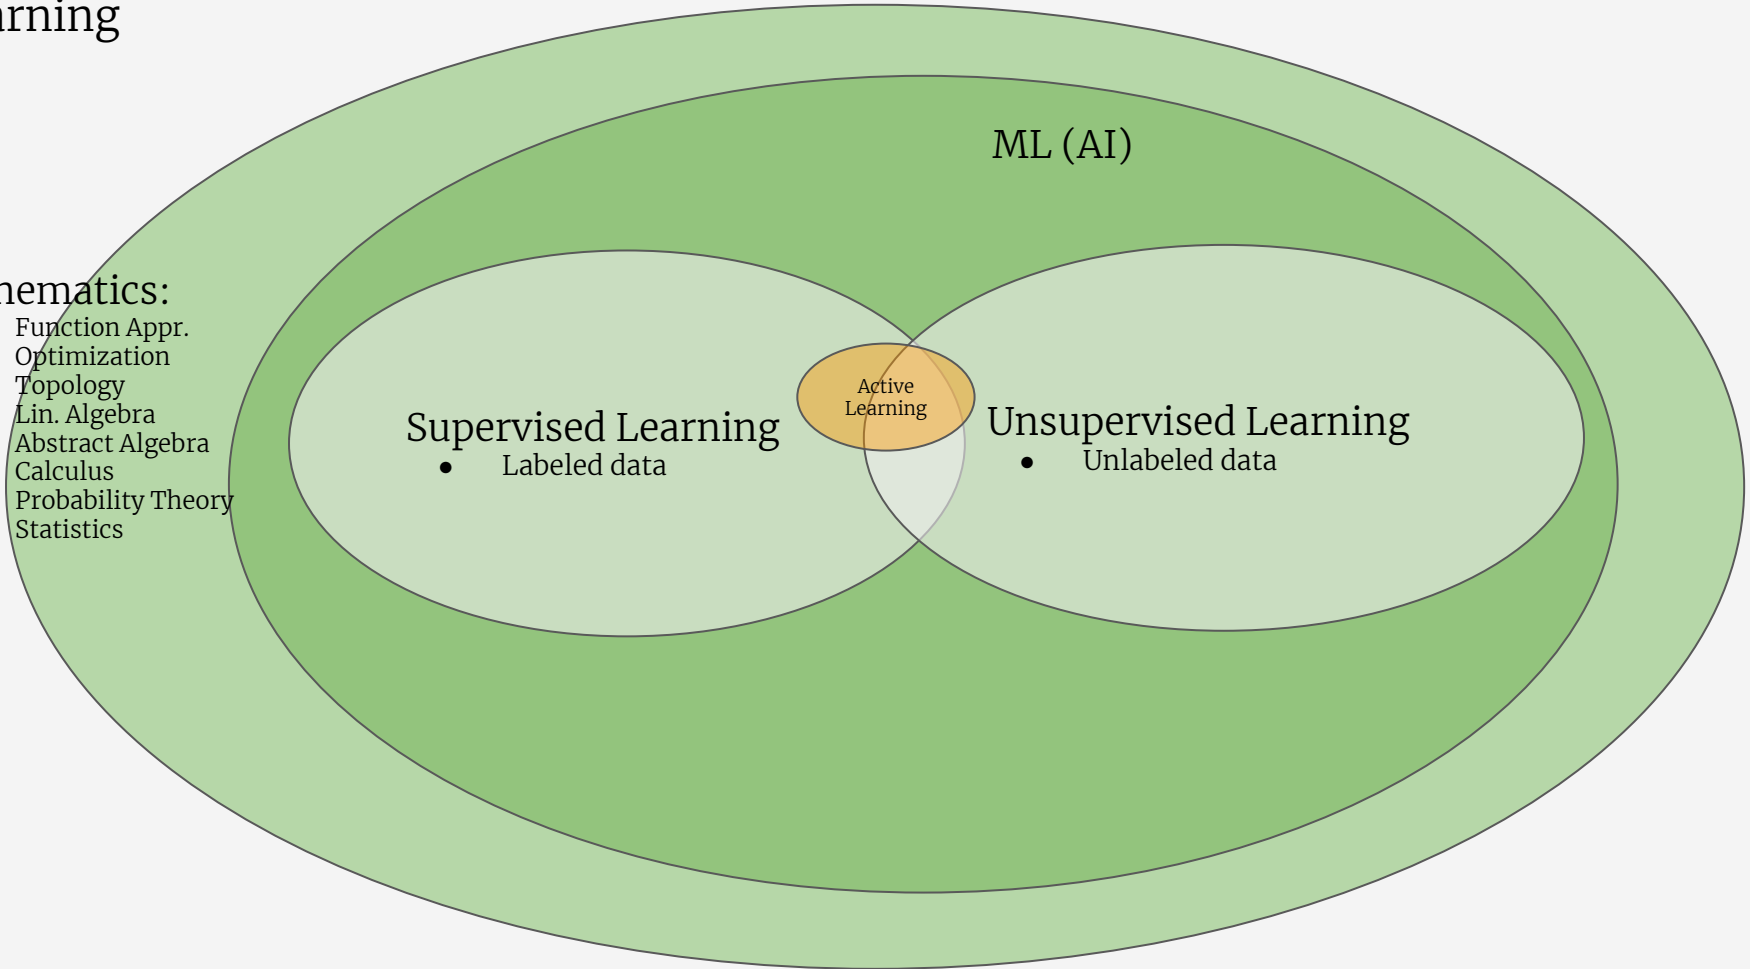 arning
ML (AI)
hematics:
Function Appr.
Optimization
Topology
Lin. Algebra
Abstract Algebra
Calculus
Probability Theory
Statistics
Supervised Learning
● Labeled data
Active
Learning
Unsupervised Learning
● Unlabeled data